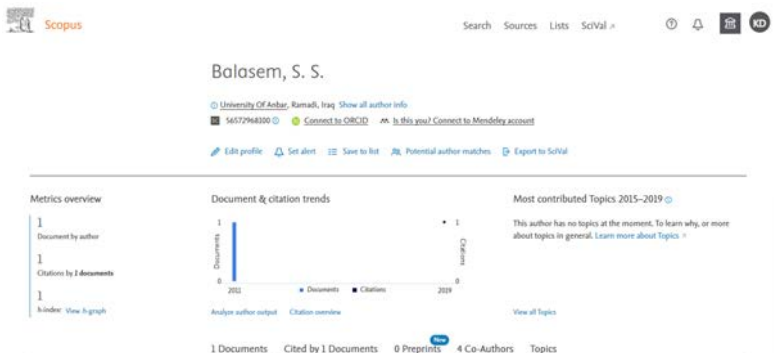 Scopus
Search Sources Lists SciVal ↗
KD
Balasem, S. S.
University Of Anbar, Ramadi, Iraq Show all author info
56572968300 Connect to ORCID Is this you? Connect to Mendeley account
Edit profile Set alert Save to list Potential author matches Export to SciVal
Metrics overview
1
Document by author
1
Citations by 1 documents
1
h-index: View h-graph
Document & citation trends
1
1
Documents
Citations
0
0
2011
2019
Documents Citations
Analyze author output Citation overview
Most contributed Topics 2015–2019
This author has no topics at the moment. To learn why, or more
about topics in general. Learn more about Topics
View all Topics
New
1 Documents Cited by 1 Documents 0 Preprints 4 Co-Authors Topics